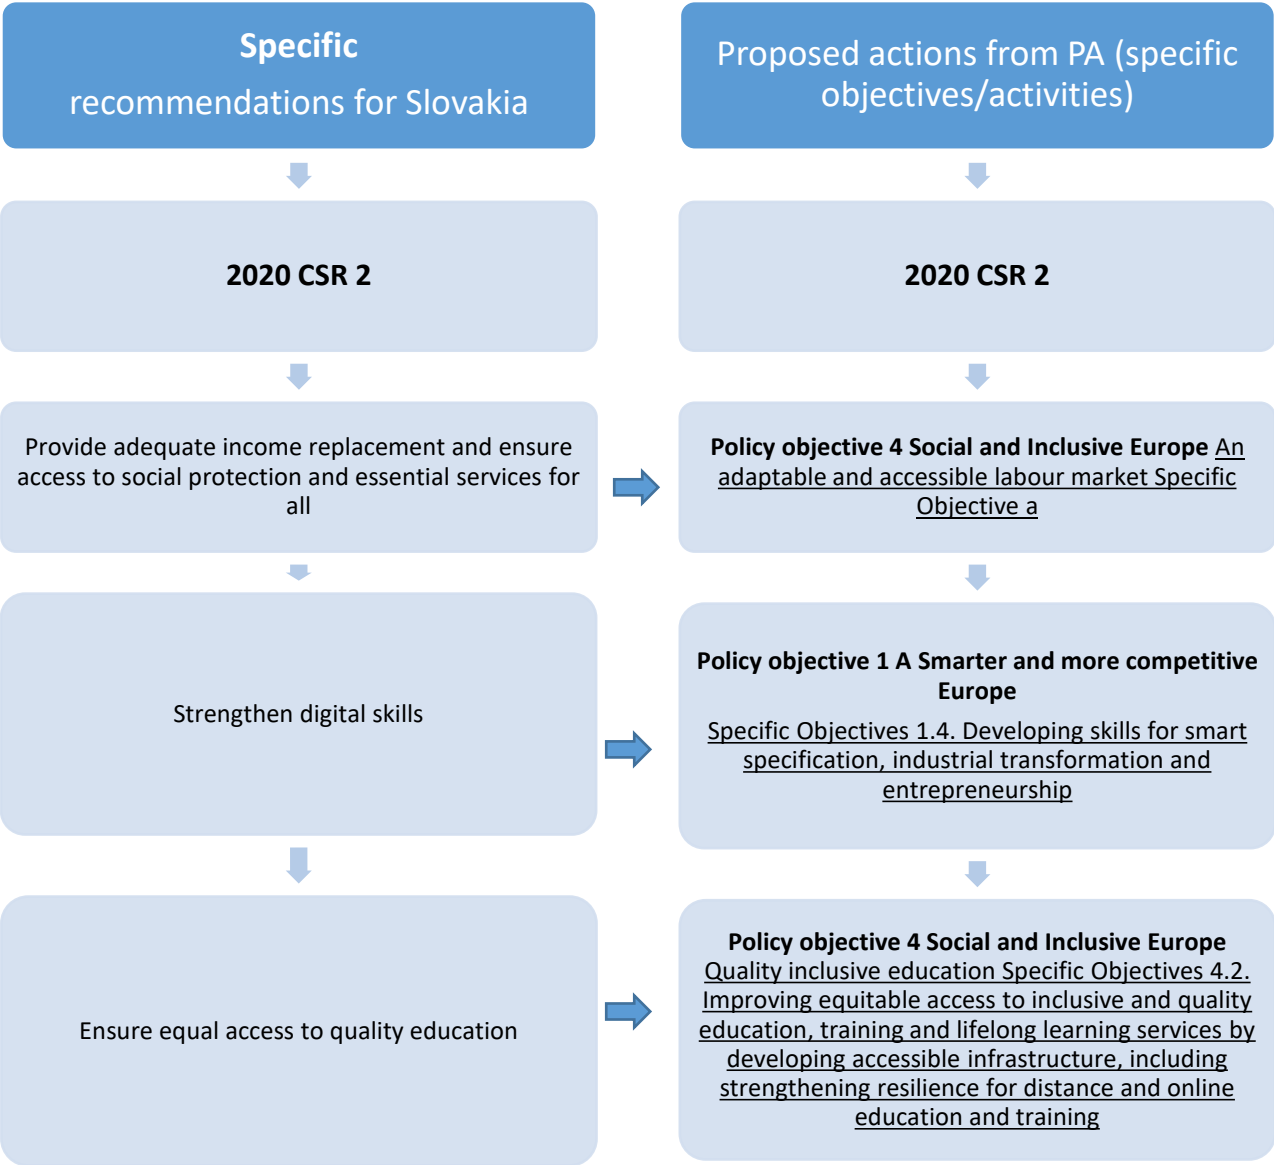 Specific
recommendations for Slovakia
Proposed actions from PA (specific
objectives/activities)
2020 CSR 2
2020 CSR 2
Provide adequate income replacement and ensure
access to social protection and essential services for
all
Policy objective 4 Social and Inclusive Europe An
adaptable and accessible labour market Specific
Objective a
Strengthen digital skills
Policy objective 1 A Smarter and more competitive
Europe
Specific Objectives 1.4. Developing skills for smart
specification, industrial transformation and
entrepreneurship
Ensure equal access to quality education
Policy objective 4 Social and Inclusive Europe
Quality inclusive education Specific Objectives 4.2.
Improving equitable access to inclusive and quality
education, training and lifelong learning services by
developing accessible infrastructure, including
strengthening resilience for distance and online
education and training